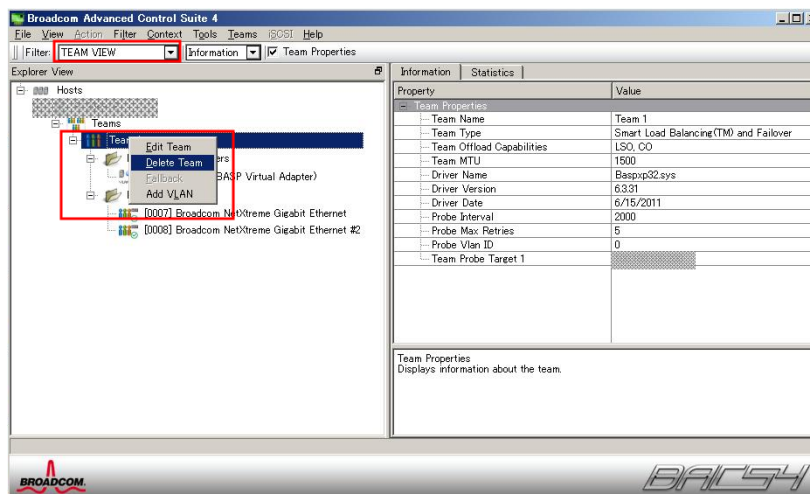 Broadcom Advanced Control Suite 4
File View Action Filter Context Tools Teams iSCSI Help
Filter: TEAM VIEW Information Team Properties
Explorer View
Hosts
Teams
Edit Team
Delete Team
Fallback
Add VLAN
BASP Virtual Adapter)
[0007] Broadcom NetXtreme Gigabit Ethernet
[0008] Broadcom NetXtreme Gigabit Ethernet #2
Information Statistics
Property Value
Team Properties
Team Name Team 1
Team Type Smart Load Balancing(TM) and Failover
Team Offload Capabilities LSO, CO
Team MTU 1500
Driver Name Baspxp32.sys
Driver Version 6.3.31
Driver Date 6/15/2011
Probe Interval 2000
Probe Max Retries 5
Probe Vlan ID 0
Team Probe Target 1
Team Properties
Displays information about the team.
BROADCOM.
BACS4